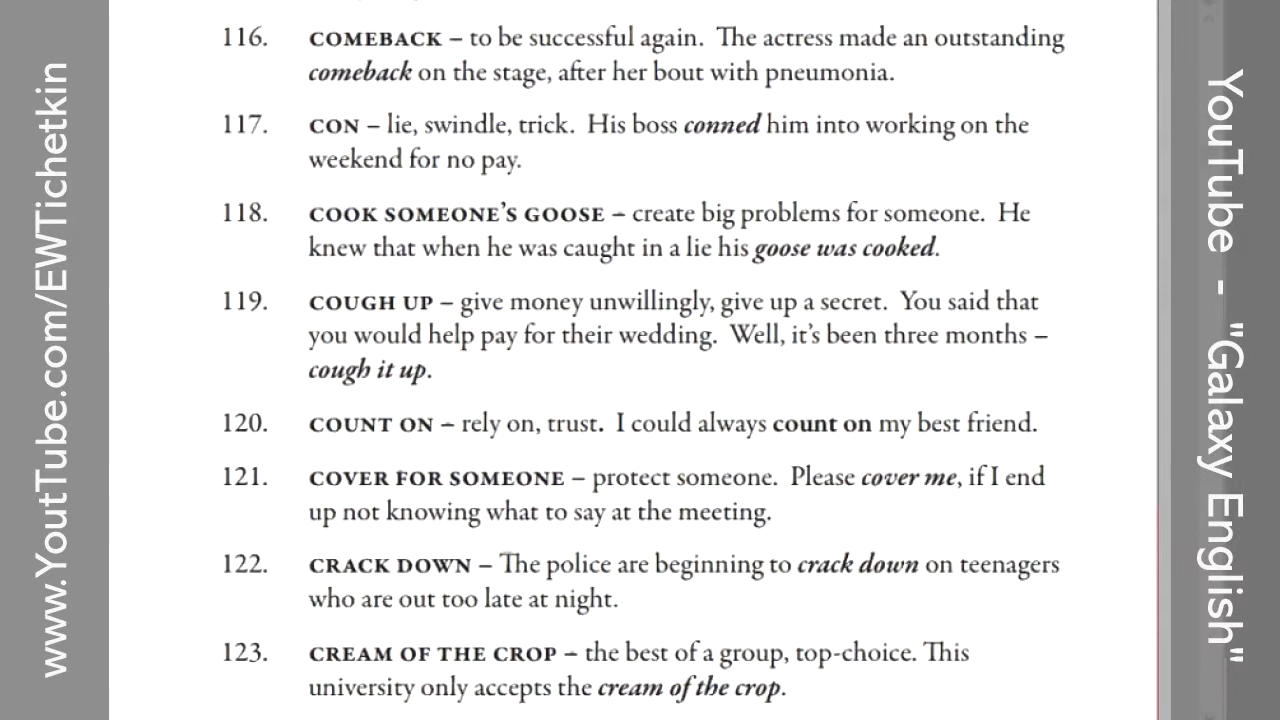 www.YoutTube.com/EWTichetkin
116. COMEBACK – to be successful again. The actress made an outstanding
comeback on the stage, after her bout with pneumonia.
117. CON – lie, swindle, trick. His boss conned him into working on the
weekend for no pay.
118. COOK SOMEONE'S GOOSE – create big problems for someone. He
knew that when he was caught in a lie his goose was cooked.
119. COUGH UP – give money unwillingly, give up a secret. You said that
you would help pay for their wedding. Well, it's been three months –
cough it up.
120. COUNT ON – rely on, trust. I could always count on my best friend.
121. COVER FOR SOMEONE – protect someone. Please cover me, if I end
up not knowing what to say at the meeting.
122. CRACK DOWN – The police are beginning to crack down on teenagers
who are out too late at night.
123. CREAM OF THE CROP – the best of a group, top-choice. This
university only accepts the cream of the crop.
YouTube - "Galaxy English"